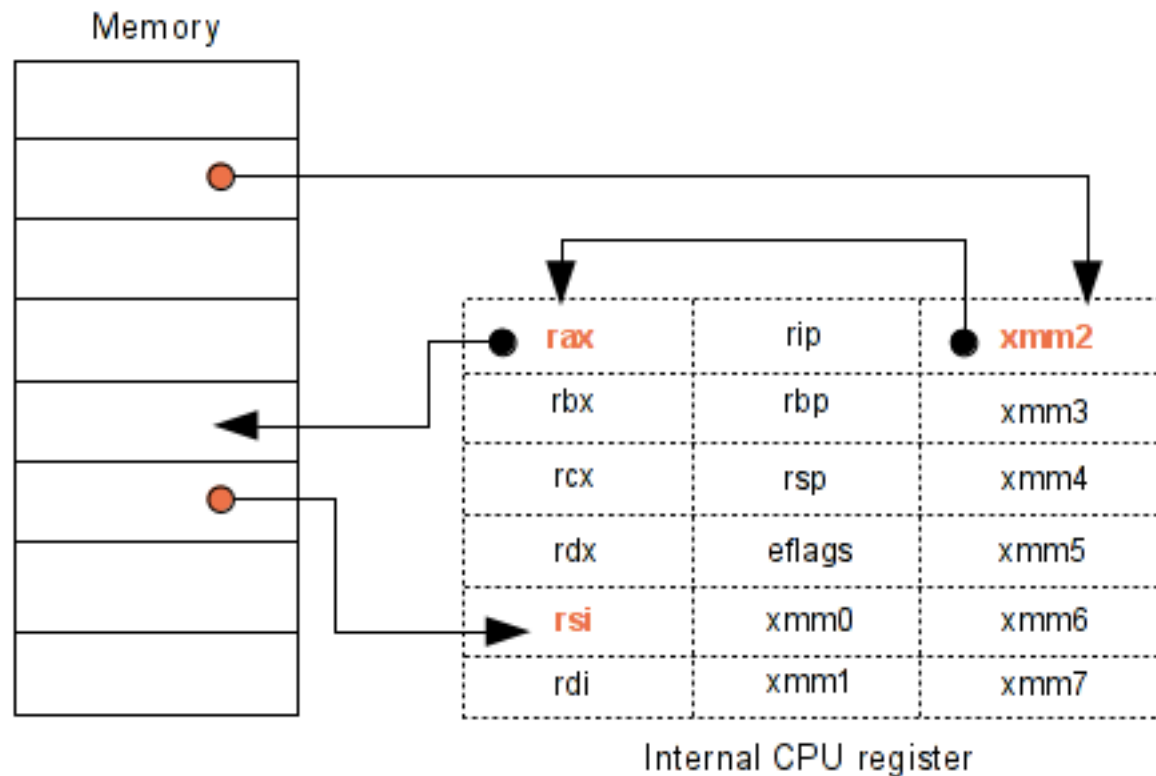 Memory
rax rip xmm2
rbx rbp xmm3
rcx rsp xmm4
rdx eflags xmm5
rsi xmm0 xmm6
rdi xmm1 xmm7
Internal CPU register